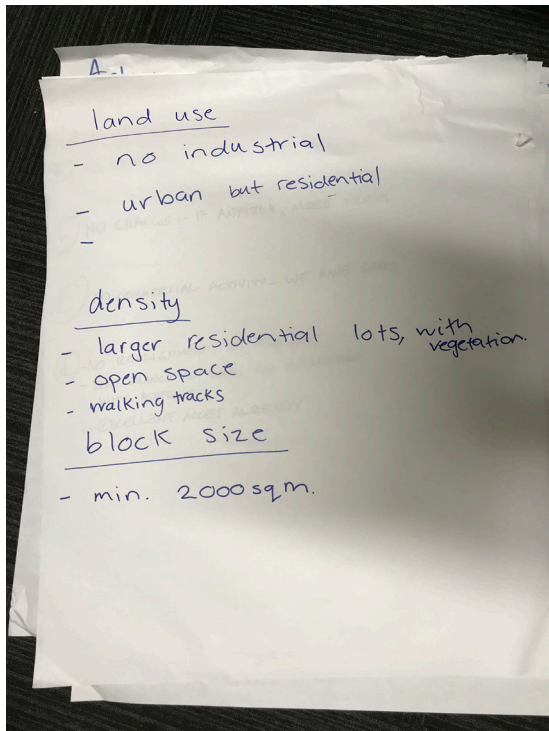 land use
- no industrial
- urban but residential
-
density
- larger residential lots, with vegetation.
- open space
- walking tracks
block size
- min. 2000 sqm.